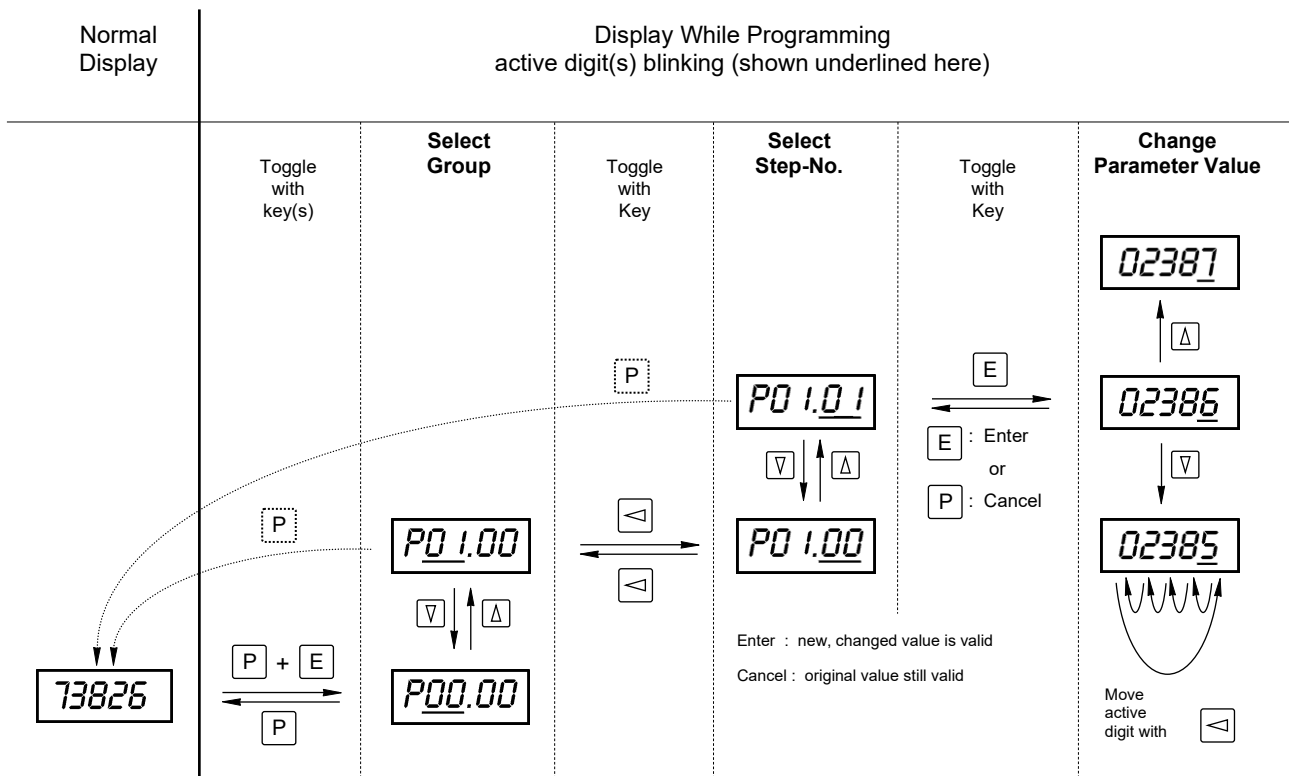 Normal
Display
Display While Programming
active digit(s) blinking (shown underlined here)
Toggle
with
key(s)
Select
Group
Toggle
with
Key
Select
Step-No.
Toggle
with
Key
Change
Parameter Value
02387
Δ
P
P01.01
E
02386
∇ Δ
E : Enter
or
P : Cancel
∇
P
P01.00
◁
◁
P01.00
02385
∇ Δ
Enter : new, changed value is valid
Cancel : original value still valid
73826
P + E
P
P00.00
Move
active
digit with ◁